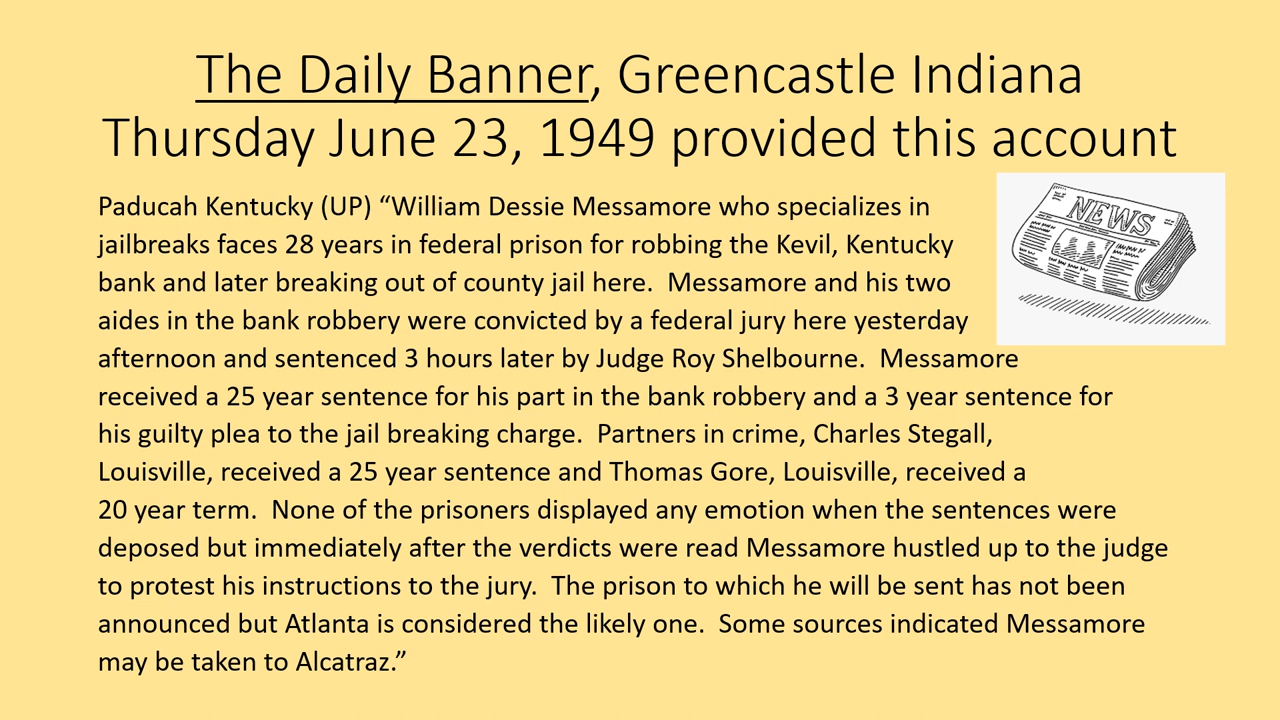 The Daily Banner, Greencastle Indiana
Thursday June 23, 1949 provided this account
Paducah Kentucky (UP) “William Dessie Messamore who specializes in
jailbreaks faces 28 years in federal prison for robbing the Kevil, Kentucky
bank and later breaking out of county jail here.  Messamore and his two
aides in the bank robbery were convicted by a federal jury here yesterday
afternoon and sentenced 3 hours later by Judge Roy Shelbourne.  Messamore
received a 25 year sentence for his part in the bank robbery and a 3 year sentence for
his guilty plea to the jail breaking charge.  Partners in crime, Charles Stegall,
Louisville, received a 25 year sentence and Thomas Gore, Louisville, received a
20 year term.  None of the prisoners displayed any emotion when the sentences were
deposed but immediately after the verdicts were read Messamore hustled up to the judge
to protest his instructions to the jury.  The prison to which he will be sent has not been
announced but Atlanta is considered the likely one.  Some sources indicated Messamore
may be taken to Alcatraz.”
NEWS